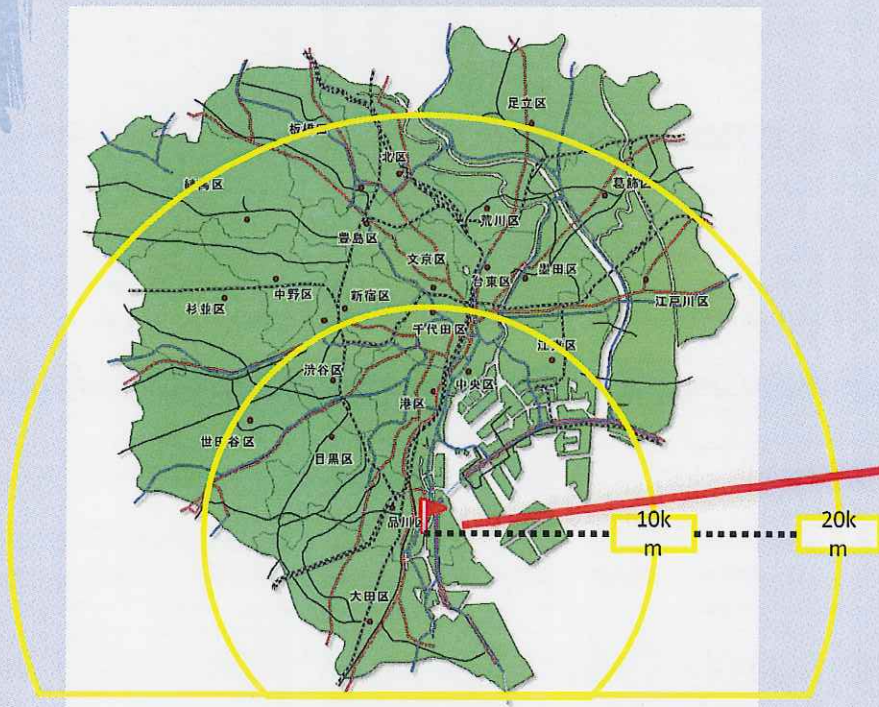 足立区
板橋区
北区
練馬区
葛飾区
荒川区
豊島区
文京区
墨田区
台東区
中野区
新宿区
杉並区
江戸川区
千代田区
江東区
渋谷区
中央区
港区
世田谷区
目黒区
品川区
10k
m
20k
m
大田区